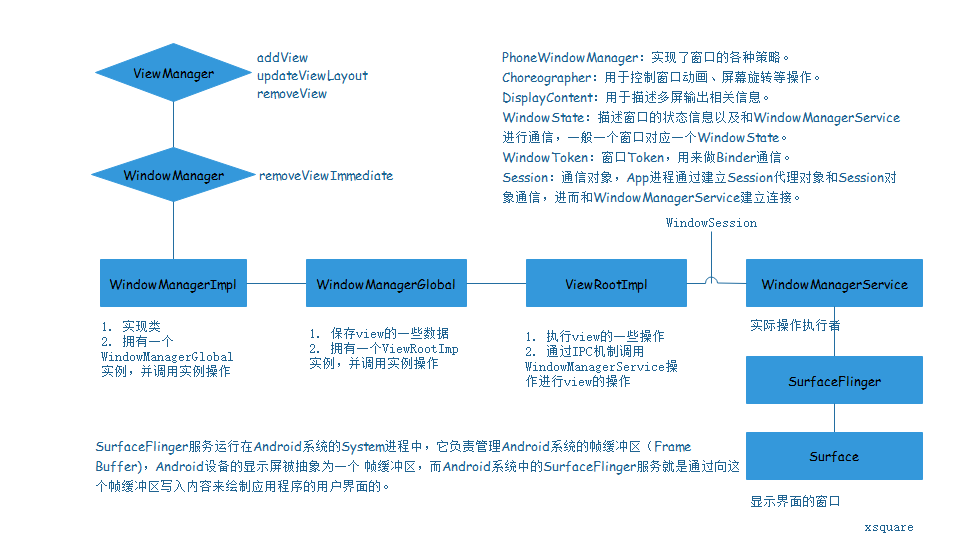 ViewManager
addView
updateViewLayout
removeView
WindowManager
removeViewImmediate
PhoneWindowManager：实现了窗口的各种策略。
Choreographer：用于控制窗口动画、屏幕旋转等操作。
DisplayContent：用于描述多屏输出相关信息。
WindowState：描述窗口的状态信息以及和WindowManagerService
进行通信，一般一个窗口对应一个WindowState。
WindowToken：窗口Token，用来做Binder通信。
Session：通信对象，App进程通过建立Session代理对象和Session对
象通信，进而和WindowManagerService建立连接。
WindowSession
WindowManagerImpl
WindowManagerGlobal
ViewRootImpl
WindowManagerService
1. 实现类
2. 拥有一个
WindowManagerGlobal
实例，并调用实例操作
1. 保存view的一些数据
2. 拥有一个ViewRootImp
实例，并调用实例操作
1. 执行view的一些操作
2. 通过IPC机制调用
WindowManagerService操
作进行view的操作
实际操作执行者
SurfaceFlinger
Surface
显示界面的窗口
SurfaceFlinger服务运行在Android系统的System进程中，它负责管理Android系统的帧缓冲区（Frame
Buffer)，Android设备的显示屏被抽象为一个 帧缓冲区，而Android系统中的SurfaceFlinger服务就是通过向这
个帧缓冲区写入内容来绘制应用程序的用户界面的。
xsquare